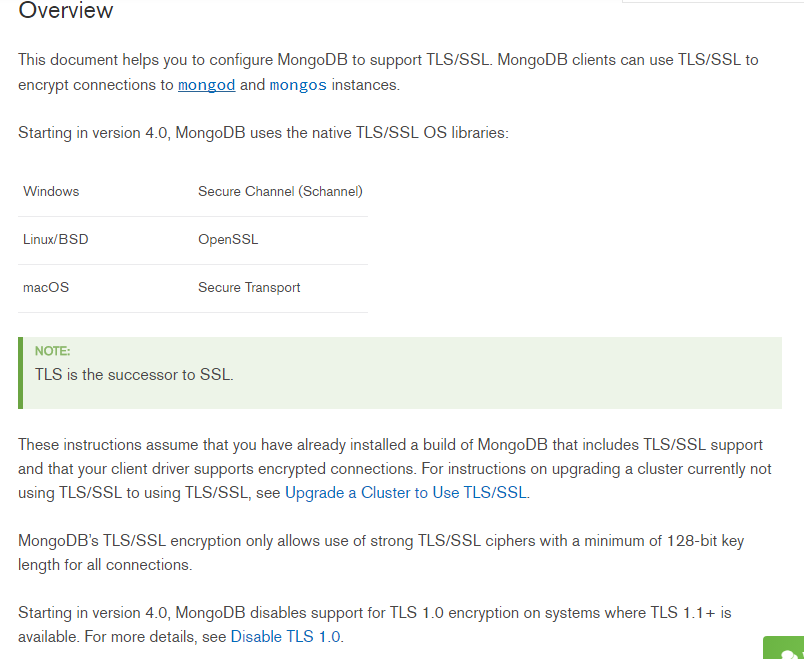 Overview
This document helps you to configure MongoDB to support TLS/SSL. MongoDB clients can use TLS/SSL to
encrypt connections to mongod and mongos instances.
Starting in version 4.0, MongoDB uses the native TLS/SSL OS libraries:
Windows Secure Channel (Schannel)
Linux/BSD OpenSSL
macOS Secure Transport
NOTE:
TLS is the successor to SSL.
These instructions assume that you have already installed a build of MongoDB that includes TLS/SSL support
and that your client driver supports encrypted connections. For instructions on upgrading a cluster currently not
using TLS/SSL to using TLS/SSL, see Upgrade a Cluster to Use TLS/SSL.
MongoDB's TLS/SSL encryption only allows use of strong TLS/SSL ciphers with a minimum of 128-bit key
length for all connections.
Starting in version 4.0, MongoDB disables support for TLS 1.0 encryption on systems where TLS 1.1+ is
available. For more details, see Disable TLS 1.0.